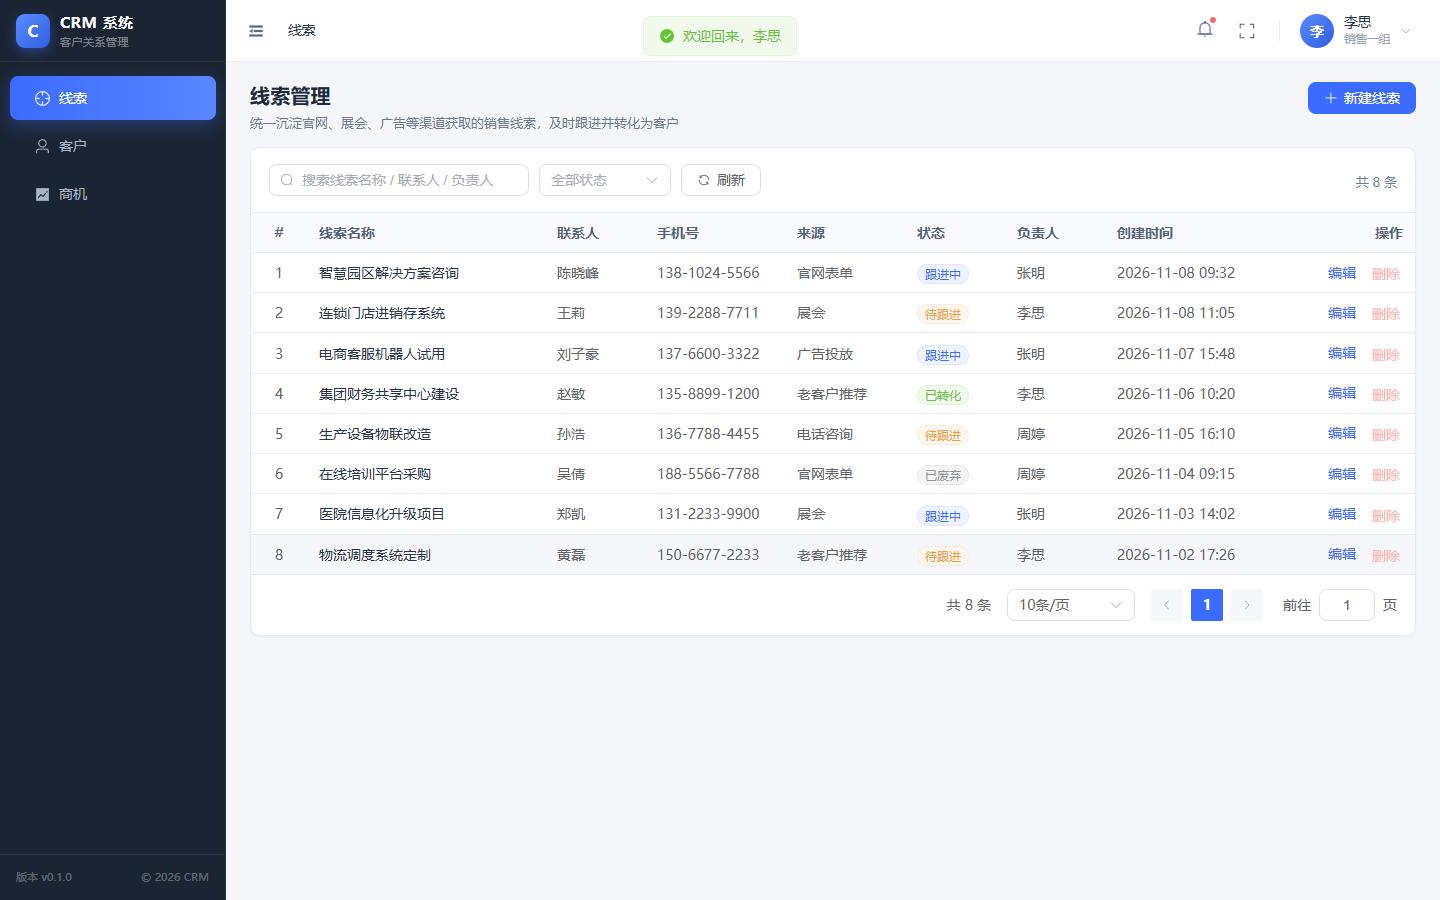 C
CRM 系统
客户关系管理
线索
客户
商机
版本 v0.1.0
© 2026 CRM
线索
欢迎回来，李思
李
李思
销售一组
线索管理
统一沉淀官网、展会、广告等渠道获取的销售线索，及时跟进并转化为客户
新建线索
搜索线索名称 / 联系人 / 负责人
全部状态
刷新
共 8 条
# 线索名称 联系人 手机号 来源 状态 负责人 创建时间 操作
1 智慧园区解决方案咨询 陈晓峰 138-1024-5566 官网表单 跟进中 张明 2026-11-08 09:32 编辑 删除
2 连锁门店进销存系统 王莉 139-2288-7711 展会 待跟进 李思 2026-11-08 11:05 编辑 删除
3 电商客服机器人试用 刘子豪 137-6600-3322 广告投放 跟进中 张明 2026-11-07 15:48 编辑 删除
4 集团财务共享中心建设 赵敏 135-8899-1200 老客户推荐 已转化 李思 2026-11-06 10:20 编辑 删除
5 生产设备物联改造 孙浩 136-7788-4455 电话咨询 待跟进 周婷 2026-11-05 16:10 编辑 删除
6 在线培训平台采购 吴倩 188-5566-7788 官网表单 已废弃 周婷 2026-11-04 09:15 编辑 删除
7 医院信息化升级项目 郑凯 131-2233-9900 展会 跟进中 张明 2026-11-03 14:02 编辑 删除
8 物流调度系统定制 黄磊 150-6677-2233 老客户推荐 待跟进 李思 2026-11-02 17:26 编辑 删除
共 8 条 10条/页 1 前往 1 页